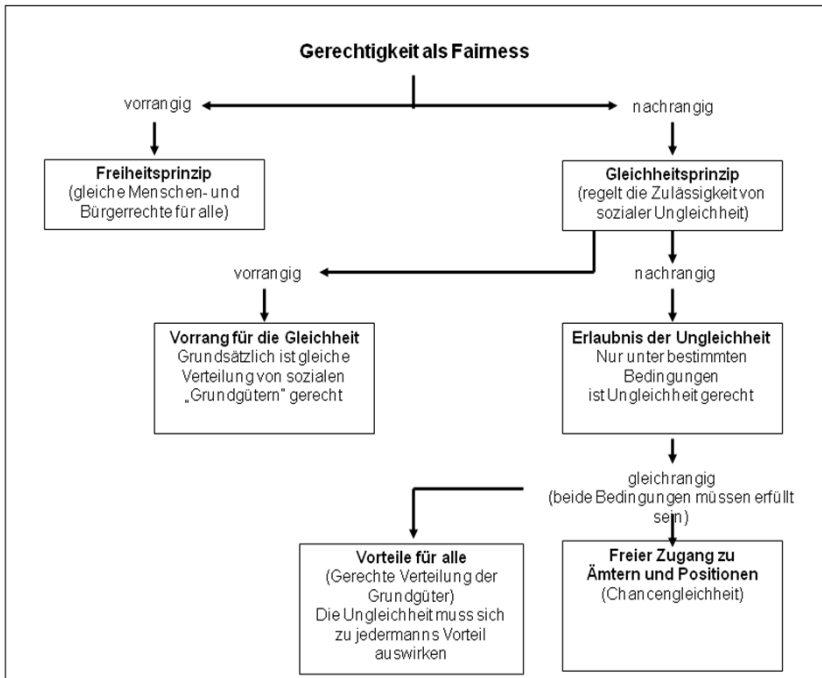 Gerechtigkeit als Fairness
vorrangig
nachrangig
Freiheitsprinzip
(gleiche Menschen- und
Bürgerrechte für alle)
Gleichheitsprinzip
(regelt die Zulässigkeit von
sozialer Ungleichheit)
vorrangig
nachrangig
Vorrang für die Gleichheit
Grundsätzlich ist gleiche
Verteilung von sozialen
„Grundgütern“ gerecht
Erlaubnis der Ungleichheit
Nur unter bestimmten
Bedingungen
ist Ungleichheit gerecht
gleichrangig
(beide Bedingungen müssen erfüllt
sein)
Vorteile für alle
(Gerechte Verteilung der
Grundgüter)
Die Ungleichheit muss sich
zu jedermanns Vorteil
auswirken
Freier Zugang zu
Ämtern und Positionen
(Chancengleichheit)